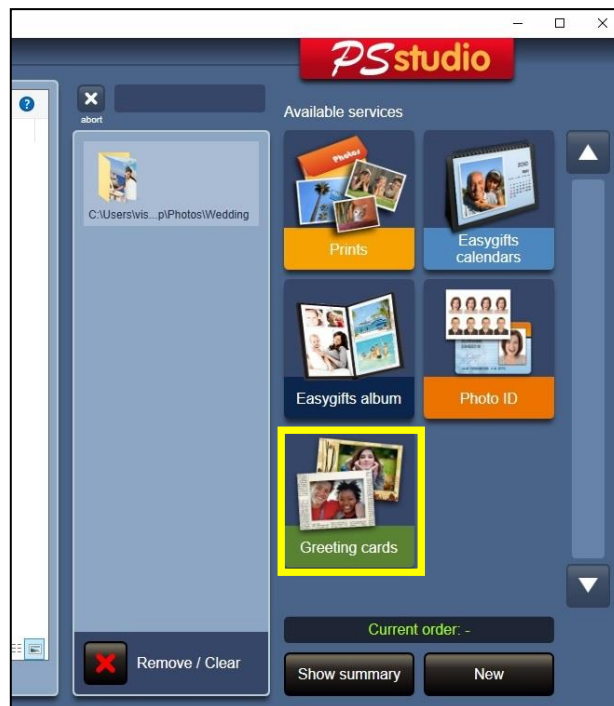 PSstudio
?
abort
Available services
C:\Users\vis...p\Photos\Wedding
Photos
Prints
Easygifts
calendars
Easygifts album
Photo ID
Greeting cards
Current order: -
Remove / Clear
Show summary
New